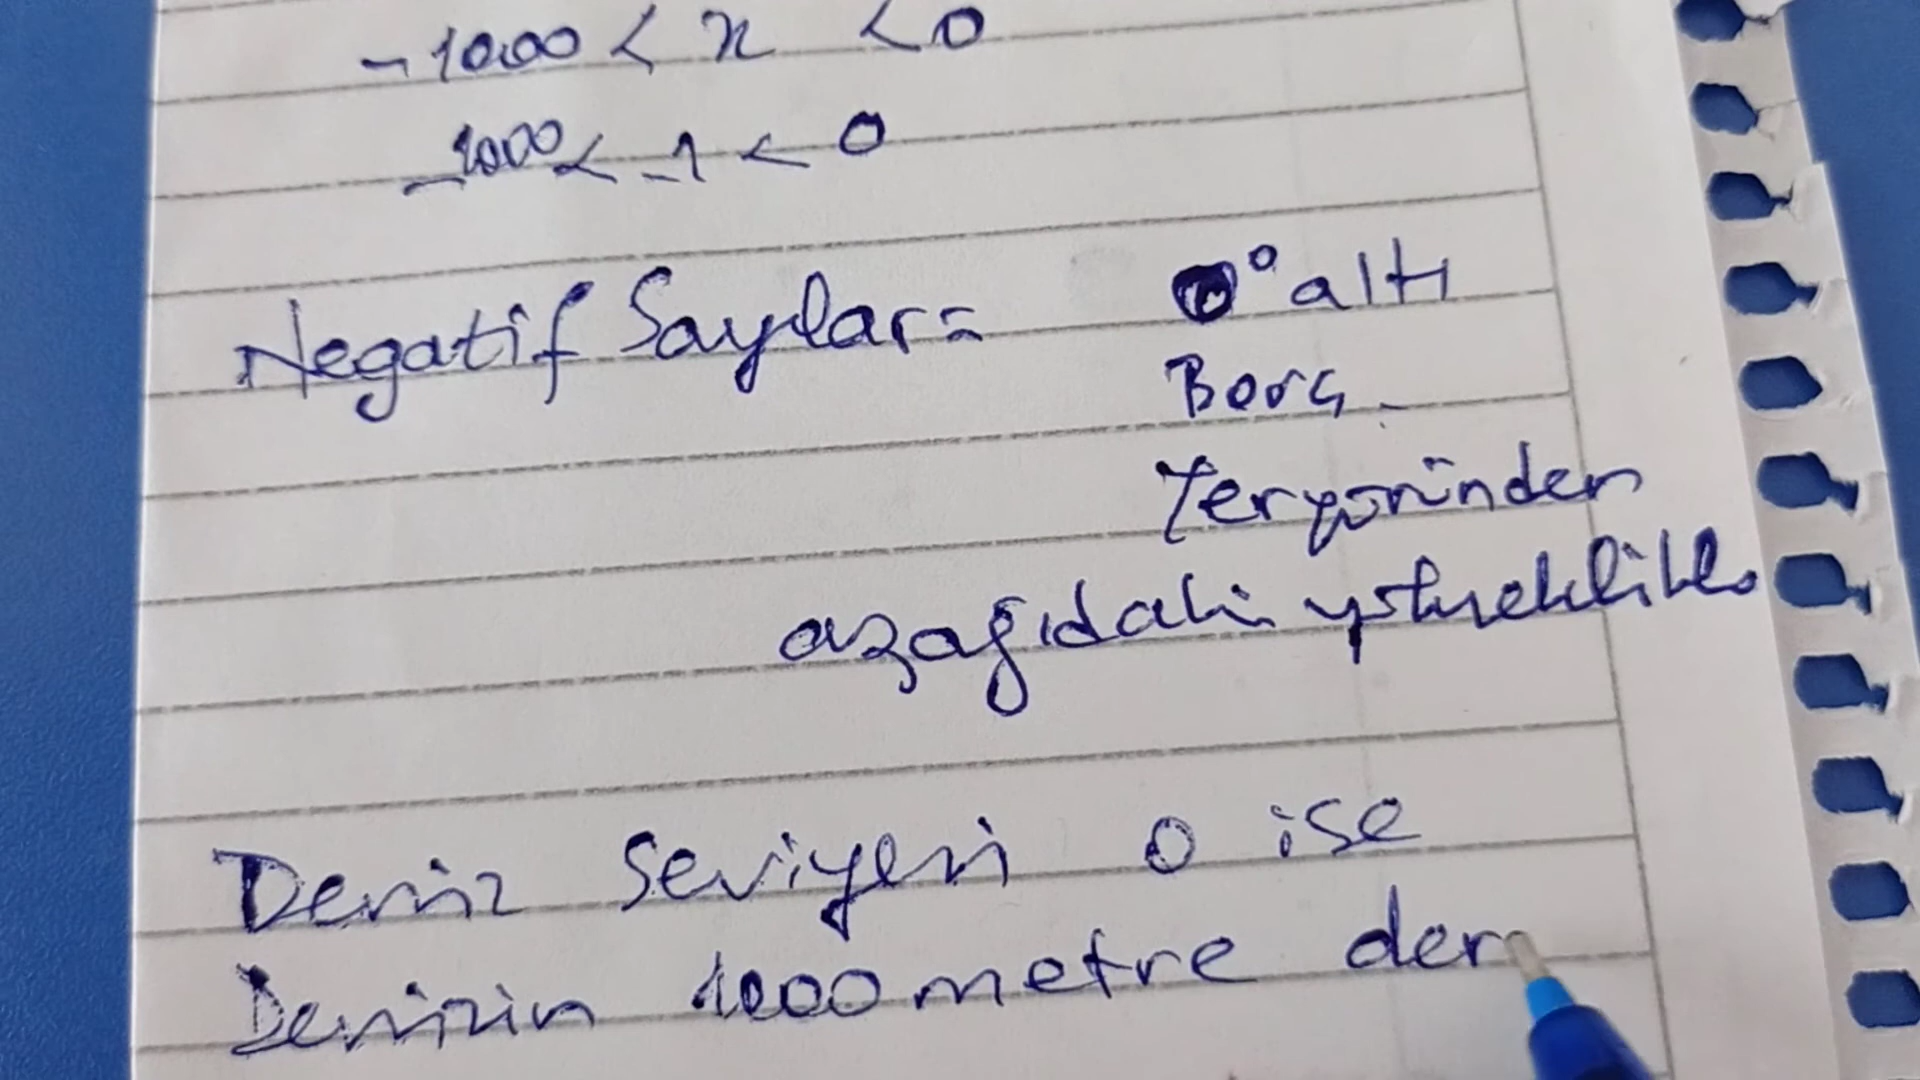 -1000 < x < 0
-1000 < -1 < 0
Negatif Sayılar = 0° altı
Borç
Yeryüzünden
aşağıdaki yükseklikle
Deniz seviyesi 0 ise
Denizin 1000 metre der